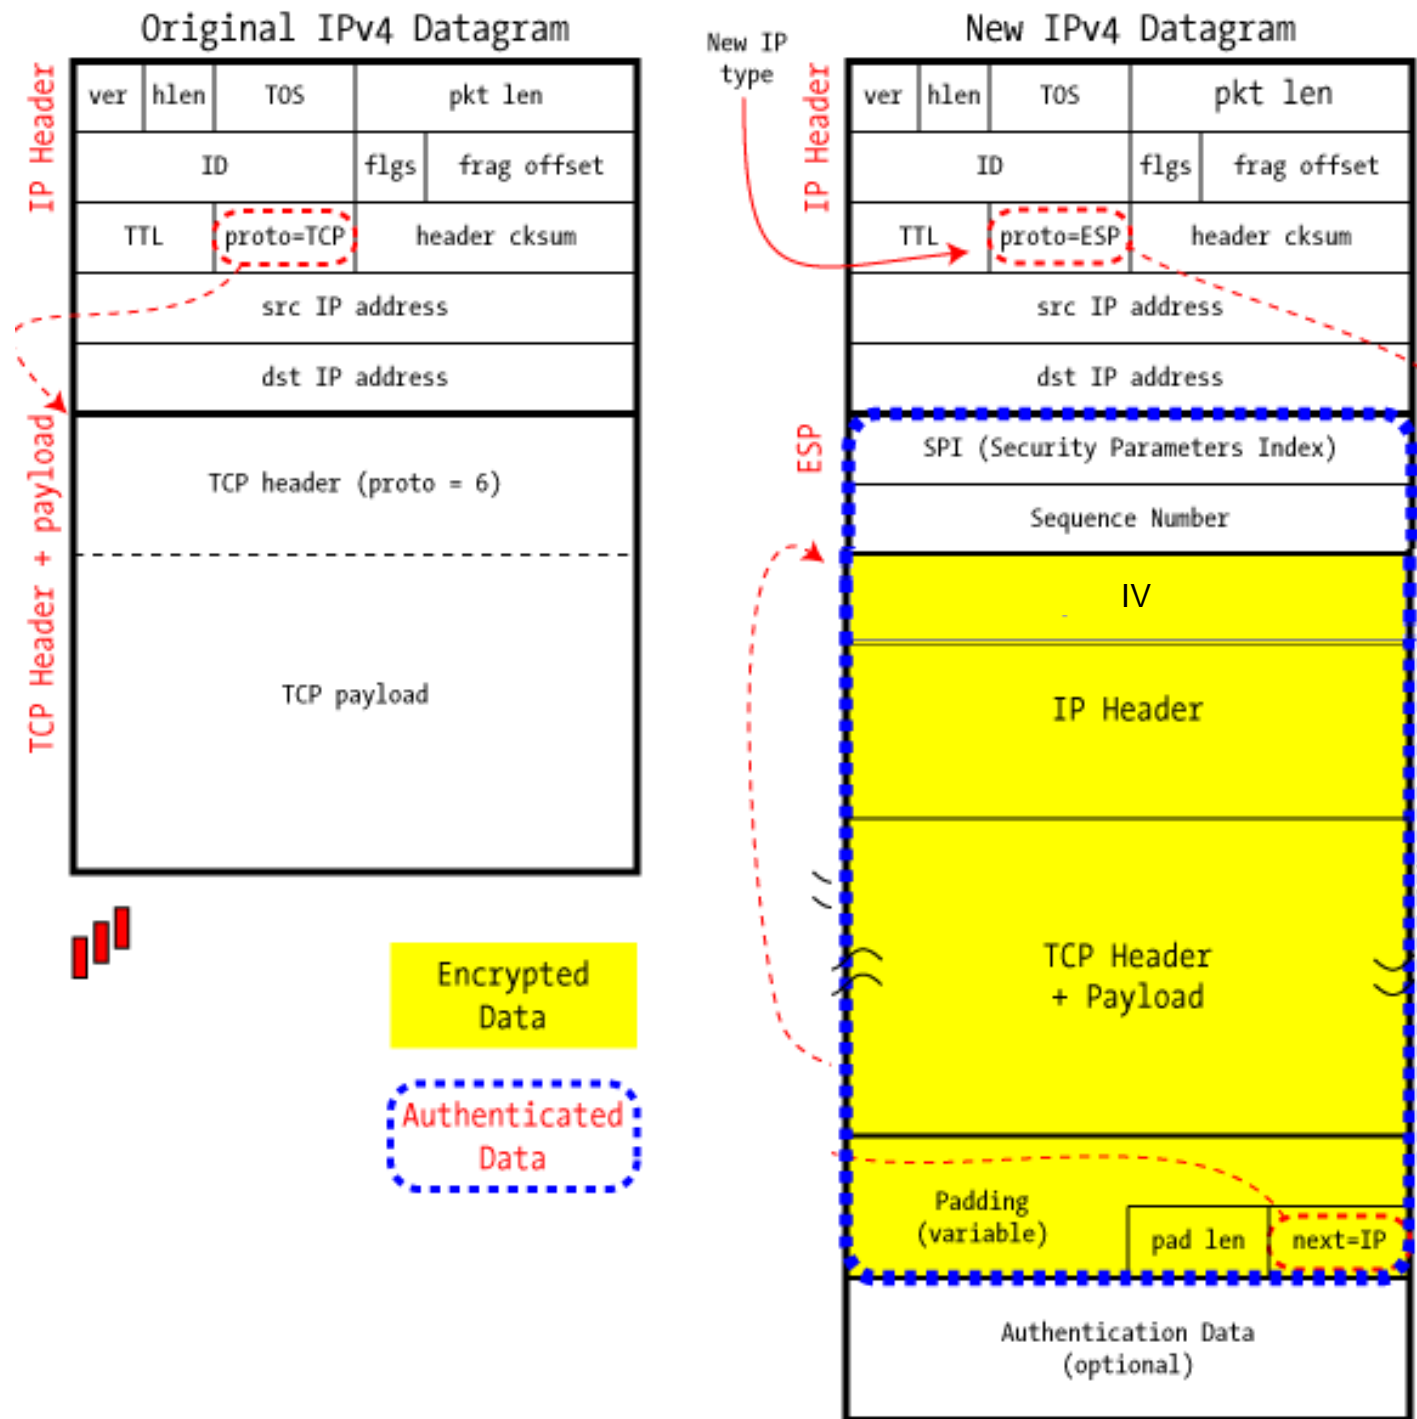 Original IPv4 Datagram
IP Header
ver hlen TOS pkt len
ID flgs frag offset
TTL proto=TCP header cksum
src IP address
dst IP address
TCP Header + payload
TCP header (proto = 6)
TCP payload
Encrypted
Data
Authenticated
Data
New IP
type
New IPv4 Datagram
IP Header
ver hlen TOS pkt len
ID flgs frag offset
TTL proto=ESP header cksum
src IP address
dst IP address
ESP
SPI (Security Parameters Index)
Sequence Number
IV
IP Header
TCP Header
+ Payload
Padding
(variable)
pad len next=IP
Authentication Data
(optional)